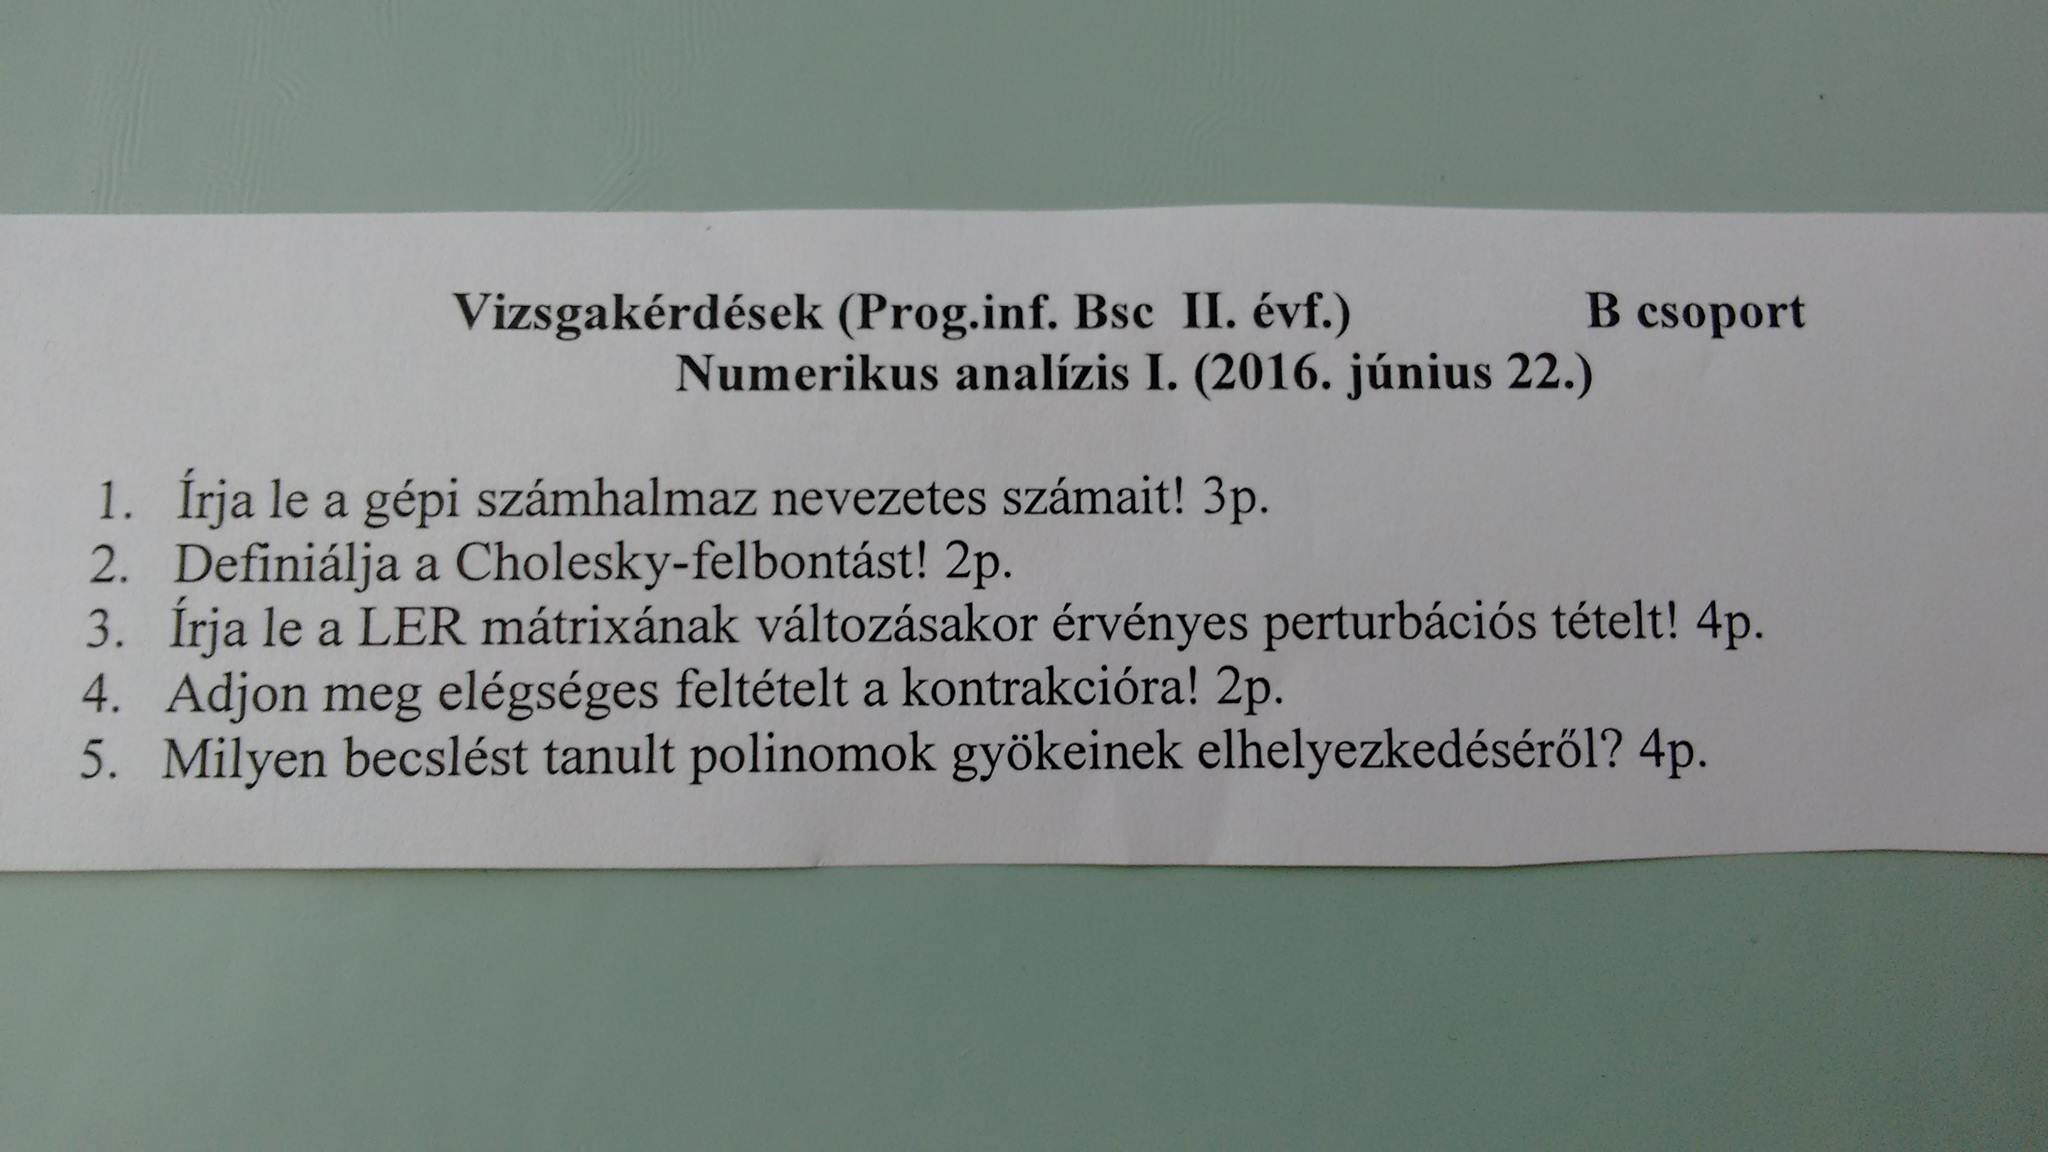 Vizsgakérdések (Prog.inf. Bsc II. évf.) B csoport
Numerikus analízis I. (2016. június 22.)
1. Írja le a gépi számhalmaz nevezetes számait! 3p.
2. Definiálja a Cholesky-felbontást! 2p.
3. Írja le a LER mátrixának változásakor érvényes perturbációs tételt! 4p.
4. Adjon meg elégséges feltételt a kontrakcióra! 2p.
5. Milyen becslést tanult polinomok gyökeinek elhelyezkedéséről? 4p.